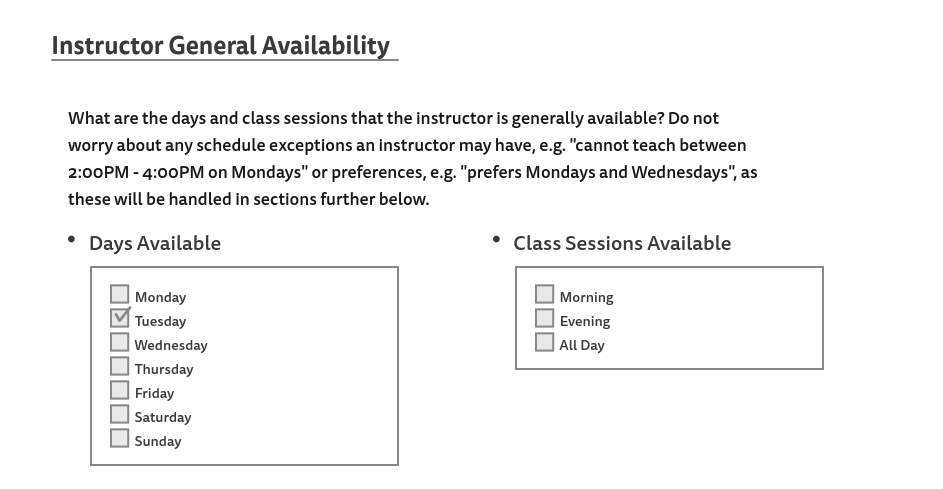 Instructor General Availability
What are the days and class sessions that the instructor is generally available? Do not
worry about any schedule exceptions an instructor may have, e.g. "cannot teach between
2:00PM - 4:00PM on Mondays" or preferences, e.g. "prefers Mondays and Wednesdays", as
these will be handled in sections further below.
• Days Available
Monday
Tuesday
Wednesday
Thursday
Friday
Saturday
Sunday
• Class Sessions Available
Morning
Evening
All Day